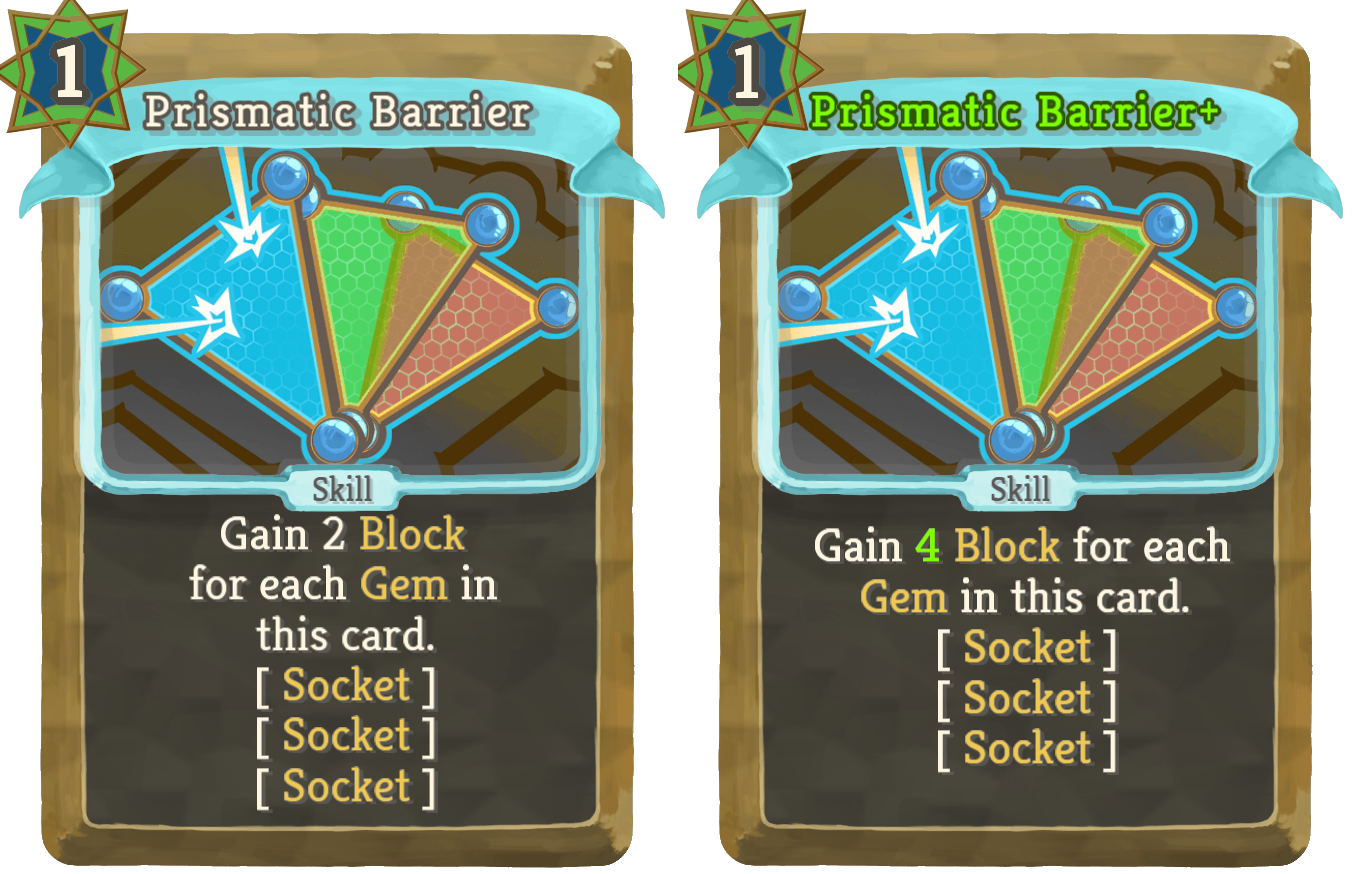 1
Prismatic Barrier
Skill
Gain 2 Block
for each Gem in
this card.
[ Socket ]
[ Socket ]
[ Socket ]
1
Prismatic Barrier+
Skill
Gain 4 Block for each
Gem in this card.
[ Socket ]
[ Socket ]
[ Socket ]